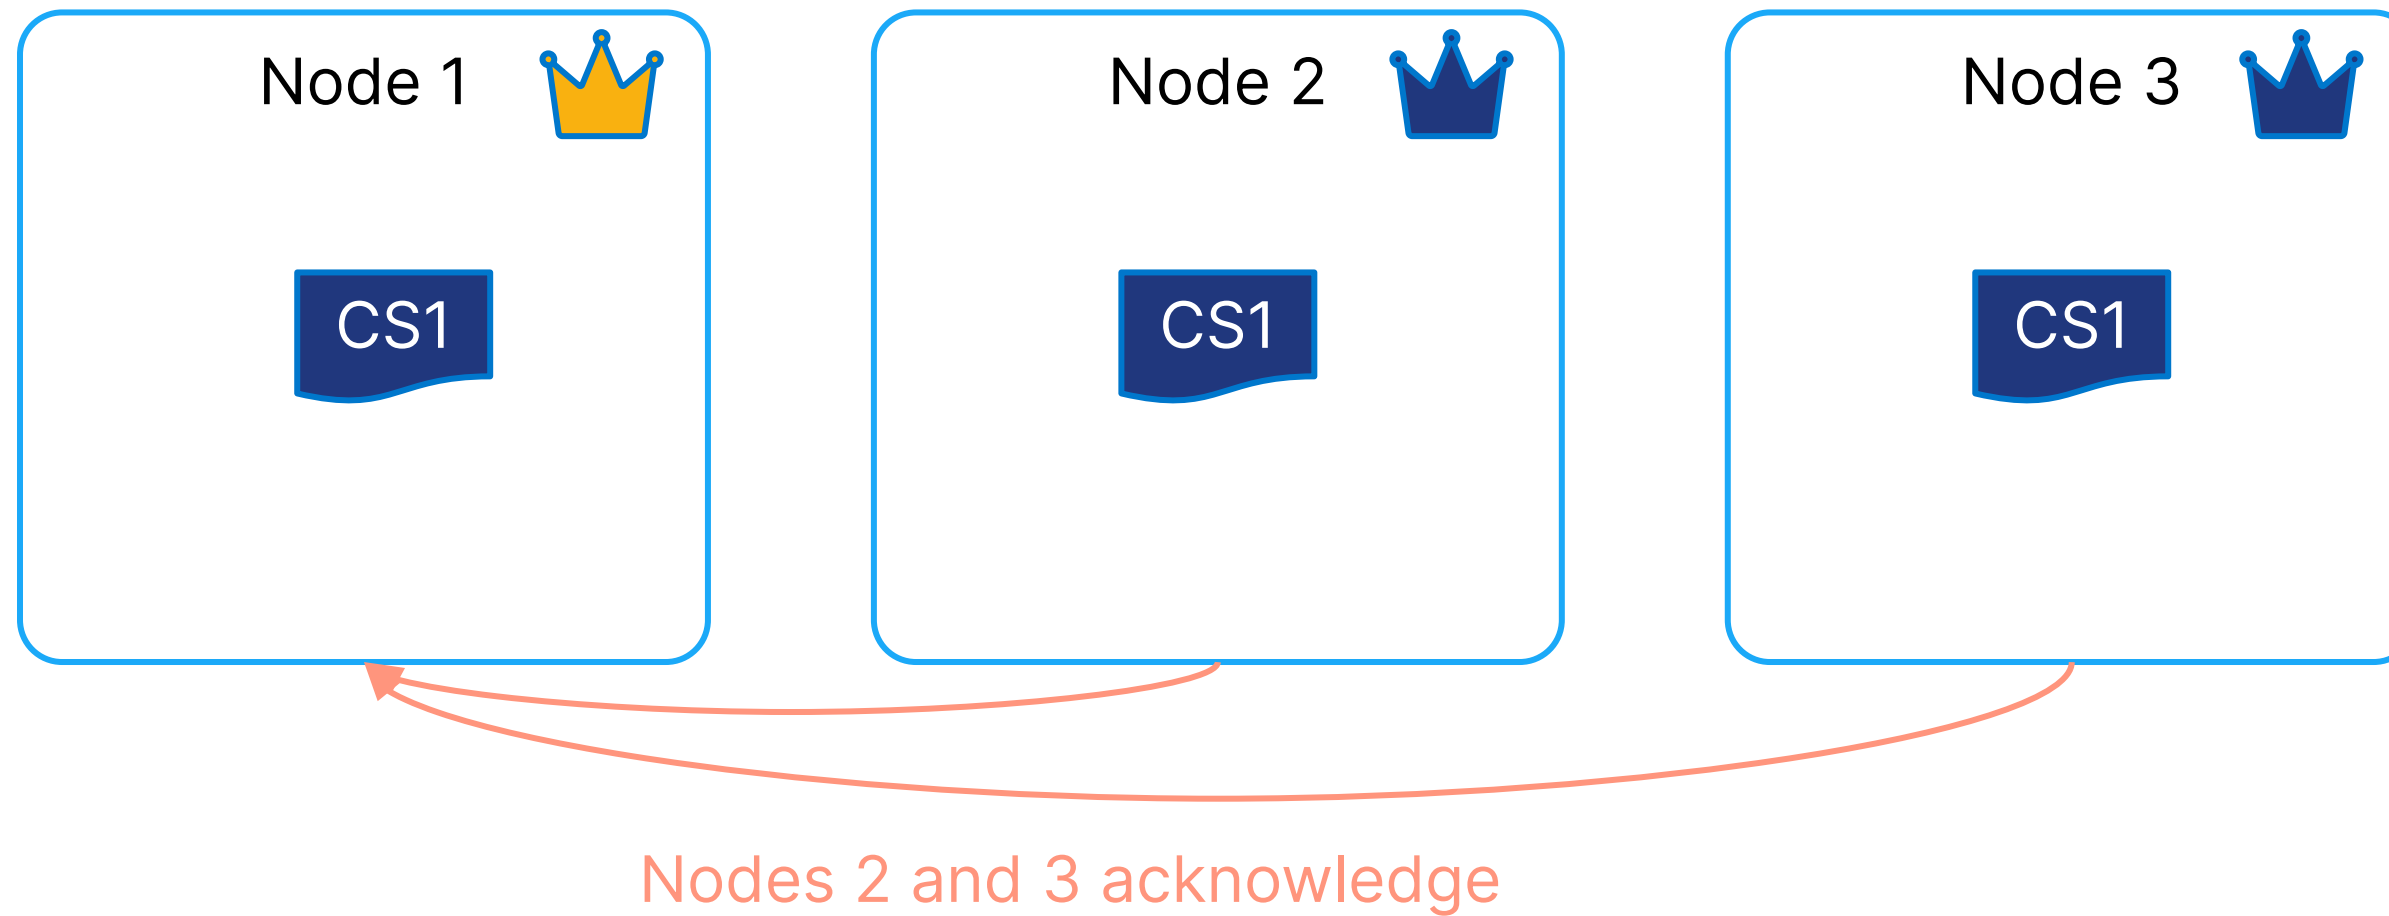 Node 1
Node 2
Node 3
CS1
CS1
CS1
Nodes 2 and 3 acknowledge